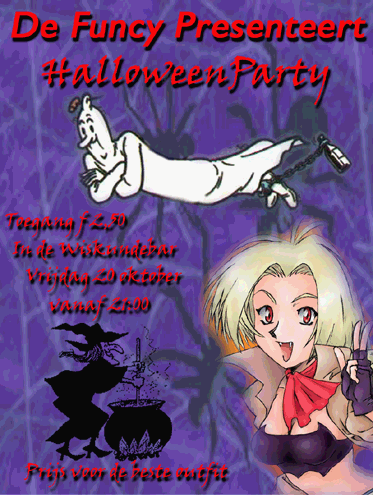 De Funcy Presenteert
HalloweenParty
Toegang f 2,50
In de Wiskundebar
Vrijdag 20 oktober
vanaf 21:00
Prijs voor de beste outfit